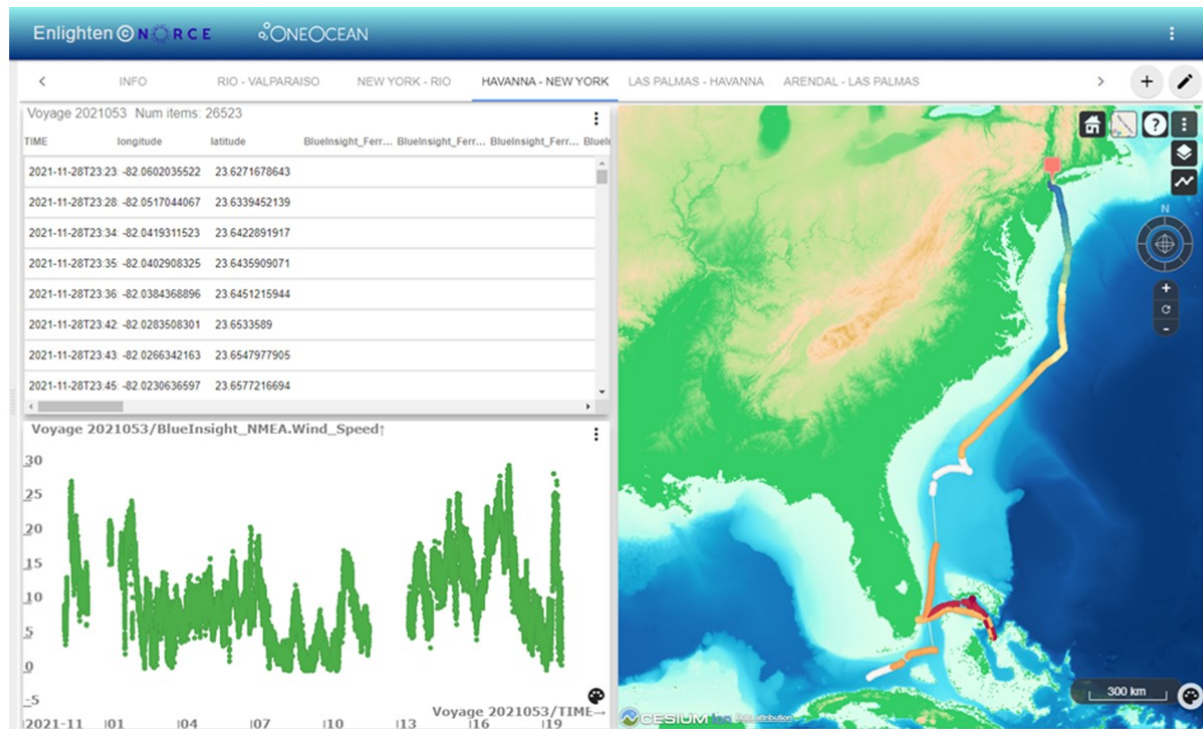 Enlighten © NORCE ONEOCEAN
INFO RIO - VALPARAISO NEW YORK - RIO HAVANNA - NEW YORK LAS PALMAS - HAVANNA ARENDAL - LAS PALMAS
Voyage 2021053 Num items: 26523
TIME longitude latitude BlueInsight_Ferr... BlueInsight_Ferr... BlueInsight_Ferr... BlueIn
2021-11-28T23:23: -82.0602035522 23.6271678643
2021-11-28T23:28: -82.0517044067 23.6339452139
2021-11-28T23:34: -82.0419311523 23.6422891917
2021-11-28T23:35: -82.0402908325 23.6435909071
2021-11-28T23:36: -82.0384368896 23.6451215944
2021-11-28T23:42: -82.0283508301 23.6533589
2021-11-28T23:43: -82.0266342163 23.6547977905
2021-11-28T23:45: -82.0230636597 23.6577216694
Voyage 2021053/BlueInsight_NMEA.Wind_Speed↑
30
25
20
15
10
5
0
-5
Voyage 2021053/TIME→
2021-11 01 04 07 10 13 16 19
?
N
+
-
300 km
CESIUM ion